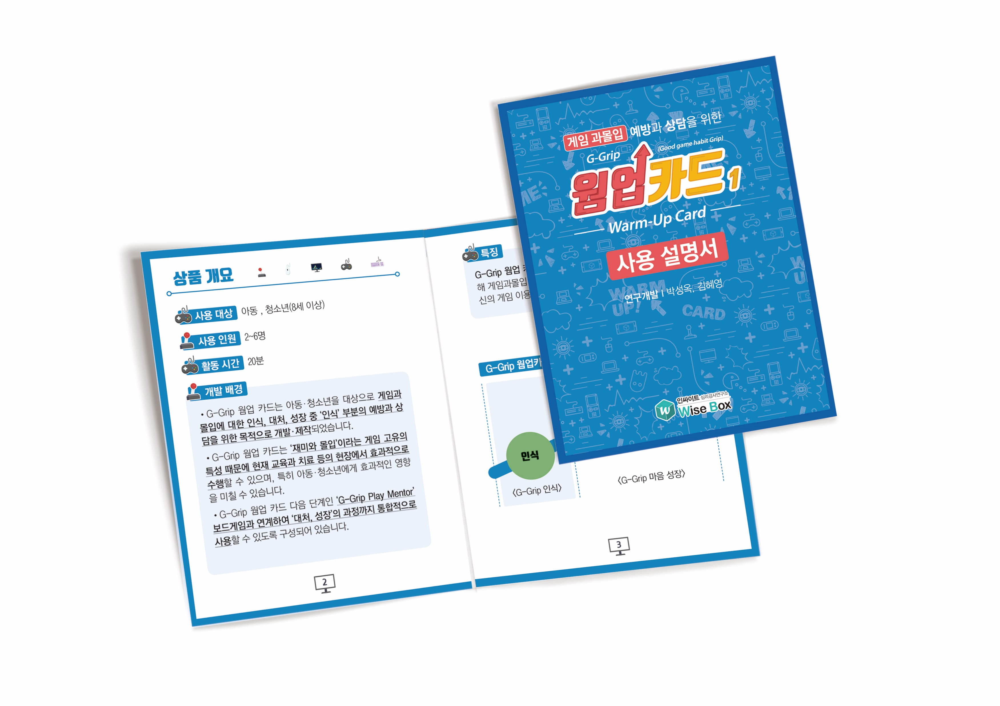 게임 과몰입 예방과 상담을 위한
G-Grip
(Good game habit Grip)
웜업카드1
Warm-Up Card
사용 설명서
연구개발 | 박성옥, 김혜영
WARM
UP!
CARD
인싸이트 심리검사연구소
Wise Box
상품 개요
사용 대상 아동 , 청소년(8세 이상)
사용 인원 2~6명
활동 시간 20분
개발 배경
• G-Grip 웜업 카드는 아동·청소년을 대상으로 게임과
몰입에 대한 인식, 대처, 성장 중 ‘인식’ 부분의 예방과 상
담을 위한 목적으로 개발·제작되었습니다.
• G-Grip 웜업 카드는 ‘재미와 몰입’이라는 게임 고유의
특성 때문에 현재 교육과 치료 등의 현장에서 효과적으로
수행할 수 있으며, 특히 아동·청소년에게 효과적인 영향
을 미칠 수 있습니다.
• G-Grip 웜업 카드 다음 단계인 ‘G-Grip Play Mentor’
보드게임과 연계하여 ‘대처, 성장’의 과정까지 통합적으로
사용할 수 있도록 구성되어 있습니다.
2
특징
G-Grip 웜업
해 게임과몰입
신의 게임 이용
G-Grip 웜업카
인식
〈G-Grip 인식〉
〈G-Grip 마음 성장〉
3